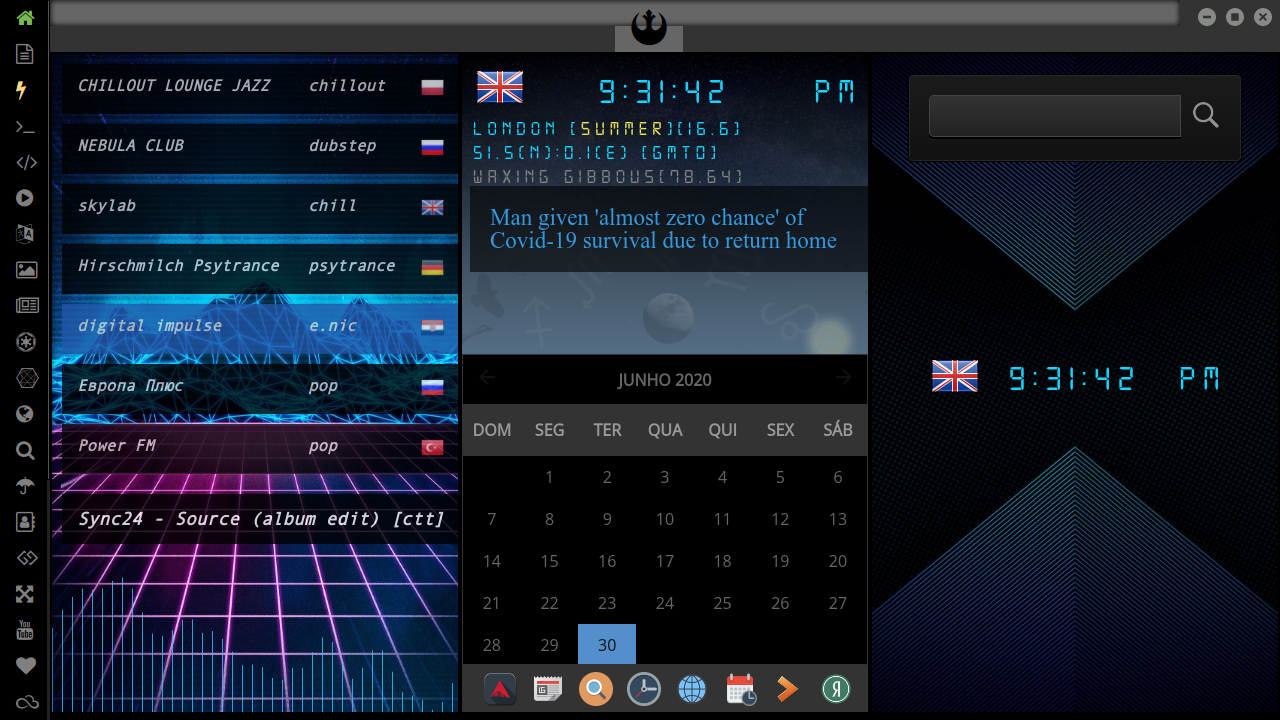 CHILLOUT LOUNGE JAZZ chillout
NEBULA CLUB dubstep
skylab chill
Hirschmilch Psytrance psytrance
digital impulse e.nic
Европа Плюс pop
Power FM pop
Sync24 - Source (album edit) [ctt]
9:31:42 PM
LONDON (SUMMER)[16.6]
51.5(N):0.1(E) [GMT0]
WAXING GIBBOUS[78.64]
Man given 'almost zero chance' of
Covid-19 survival due to return home
JUNHO 2020
DOM SEG TER QUA QUI SEX SÁB
1 2 3 4 5 6
7 8 9 10 11 12 13
14 15 16 17 18 19 20
21 22 23 24 25 26 27
28 29 30
9:31:42 PM
You
Tube